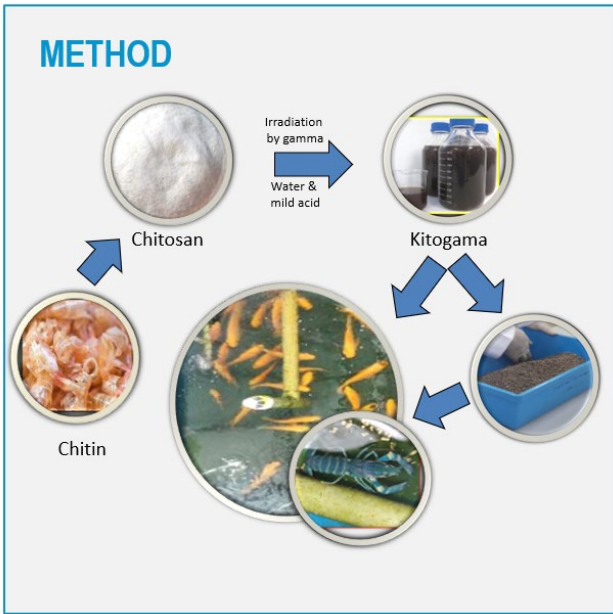 METHOD
Irradiation
by gamma
Water &
mild acid
Chitosan
Kitogama
Chitin